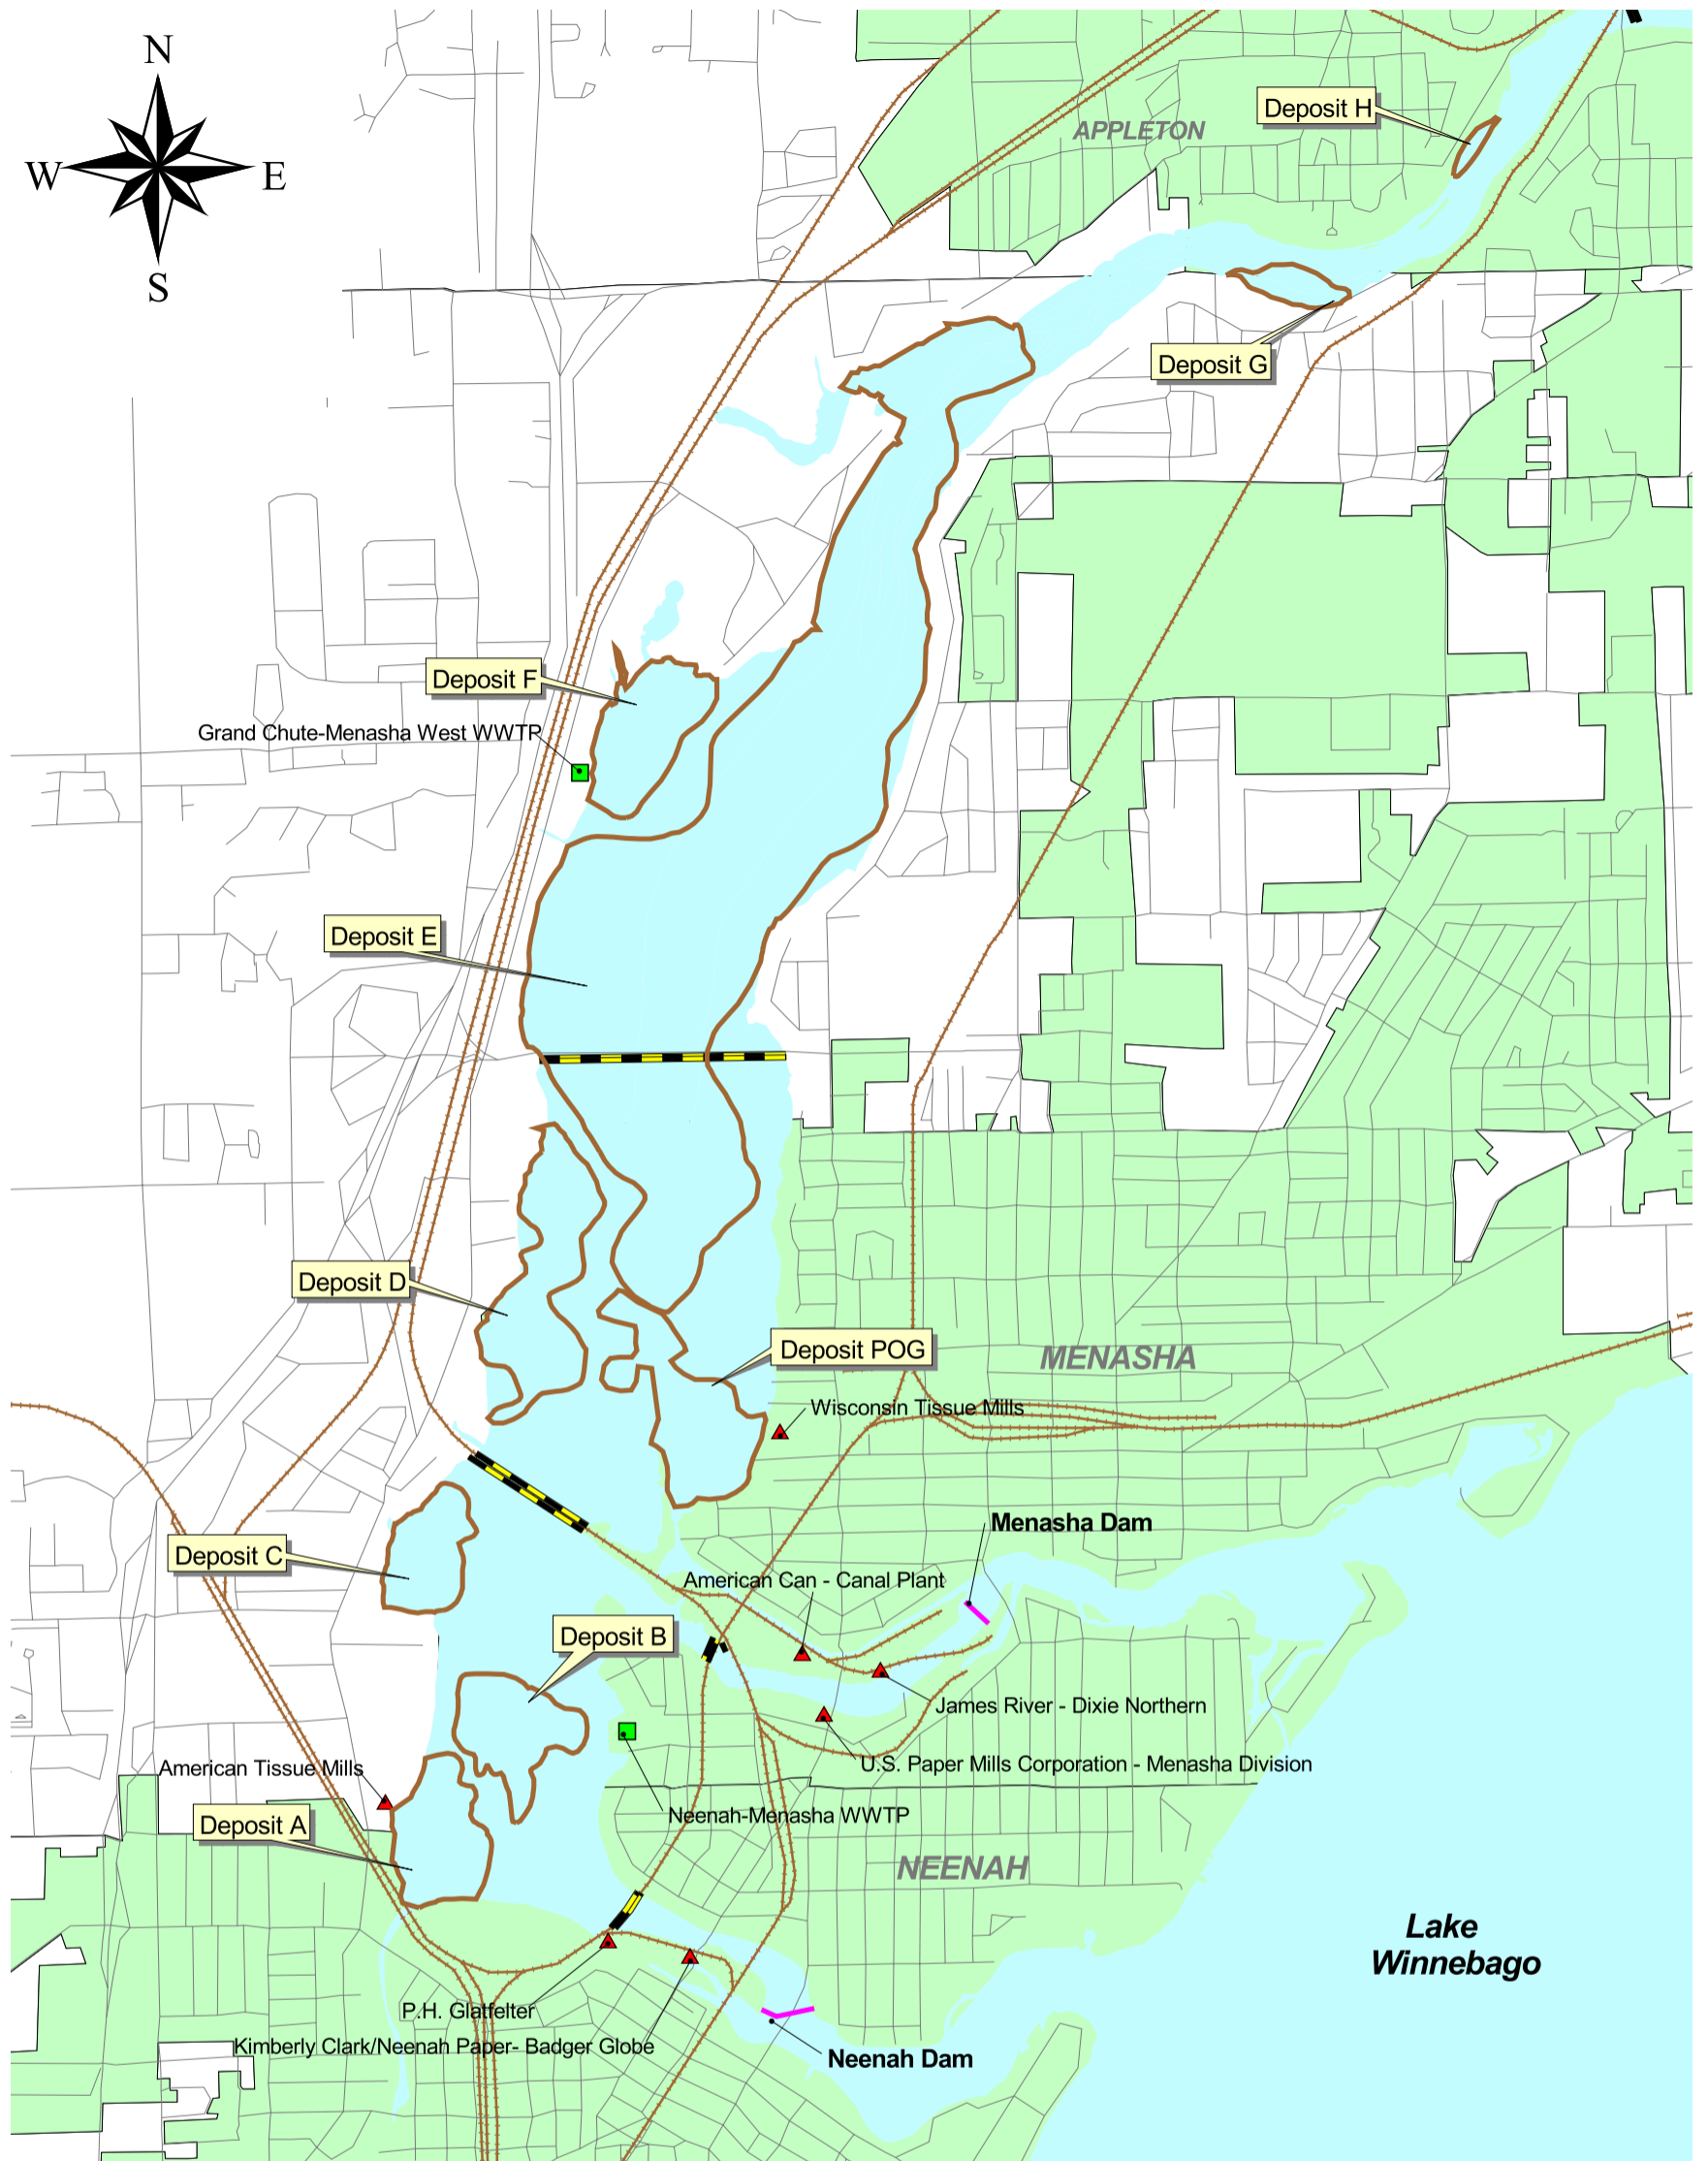 N
W
E
S
Deposit H
APPLETON
Deposit G
Deposit F
Grand Chute-Menasha West WWTP
Deposit E
Deposit D
Deposit POG
MENASHA
Wisconsin Tissue Mills
Menasha Dam
Deposit C
American Can - Canal Plant
Deposit B
James River - Dixie Northern
U.S. Paper Mills Corporation - Menasha Division
American Tissue Mills
Neenah-Menasha WWTP
Deposit A
NEENAH
Lake
Winnebago
P.H. Glatfelter
Kimberly Clark/Neenah Paper- Badger Globe
Neenah Dam